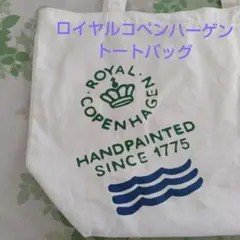 ロイヤルコペンハーゲン
トートバッグ
ROYAL
COPENHAGEN
HANDPAINTED
SINCE 1775